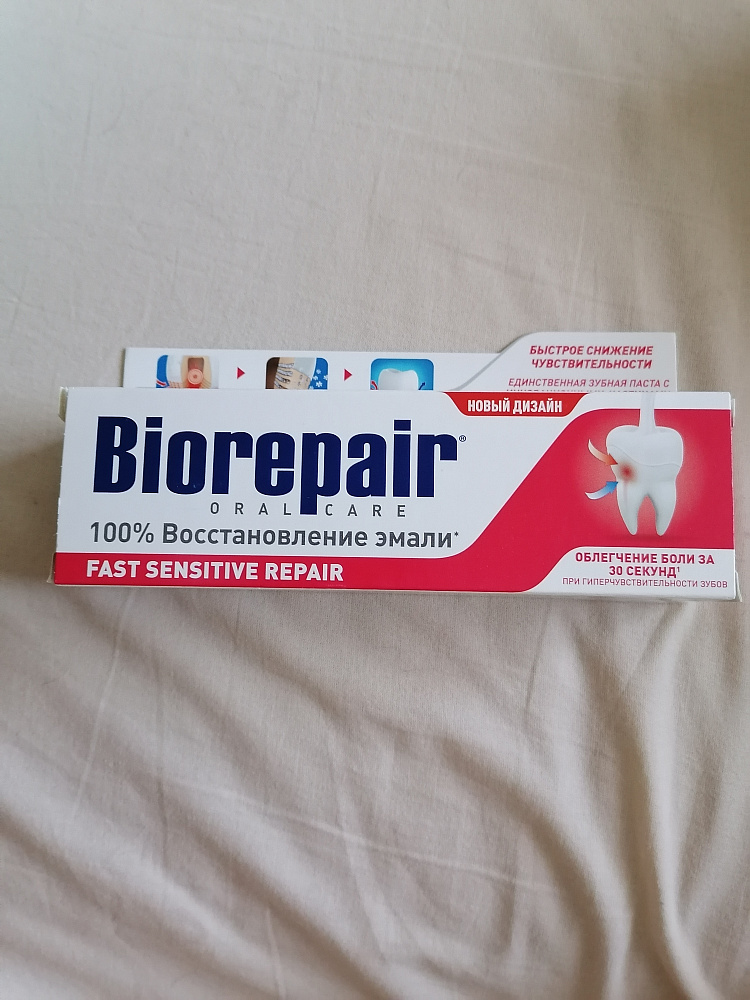 БЫСТРОЕ СНИЖЕНИЕ
ЧУВСТВИТЕЛЬНОСТИ
ЕДИНСТВЕННАЯ ЗУБНАЯ ПАСТА С
НОВЫЙ ДИЗАЙН
Biorepair®
ORAL CARE
100% Восстановление эмали*
FAST SENSITIVE REPAIR
ОБЛЕГЧЕНИЕ БОЛИ ЗА
30 СЕКУНД¹
ПРИ ГИПЕРЧУВСТВИТЕЛЬНОСТИ ЗУБОВ